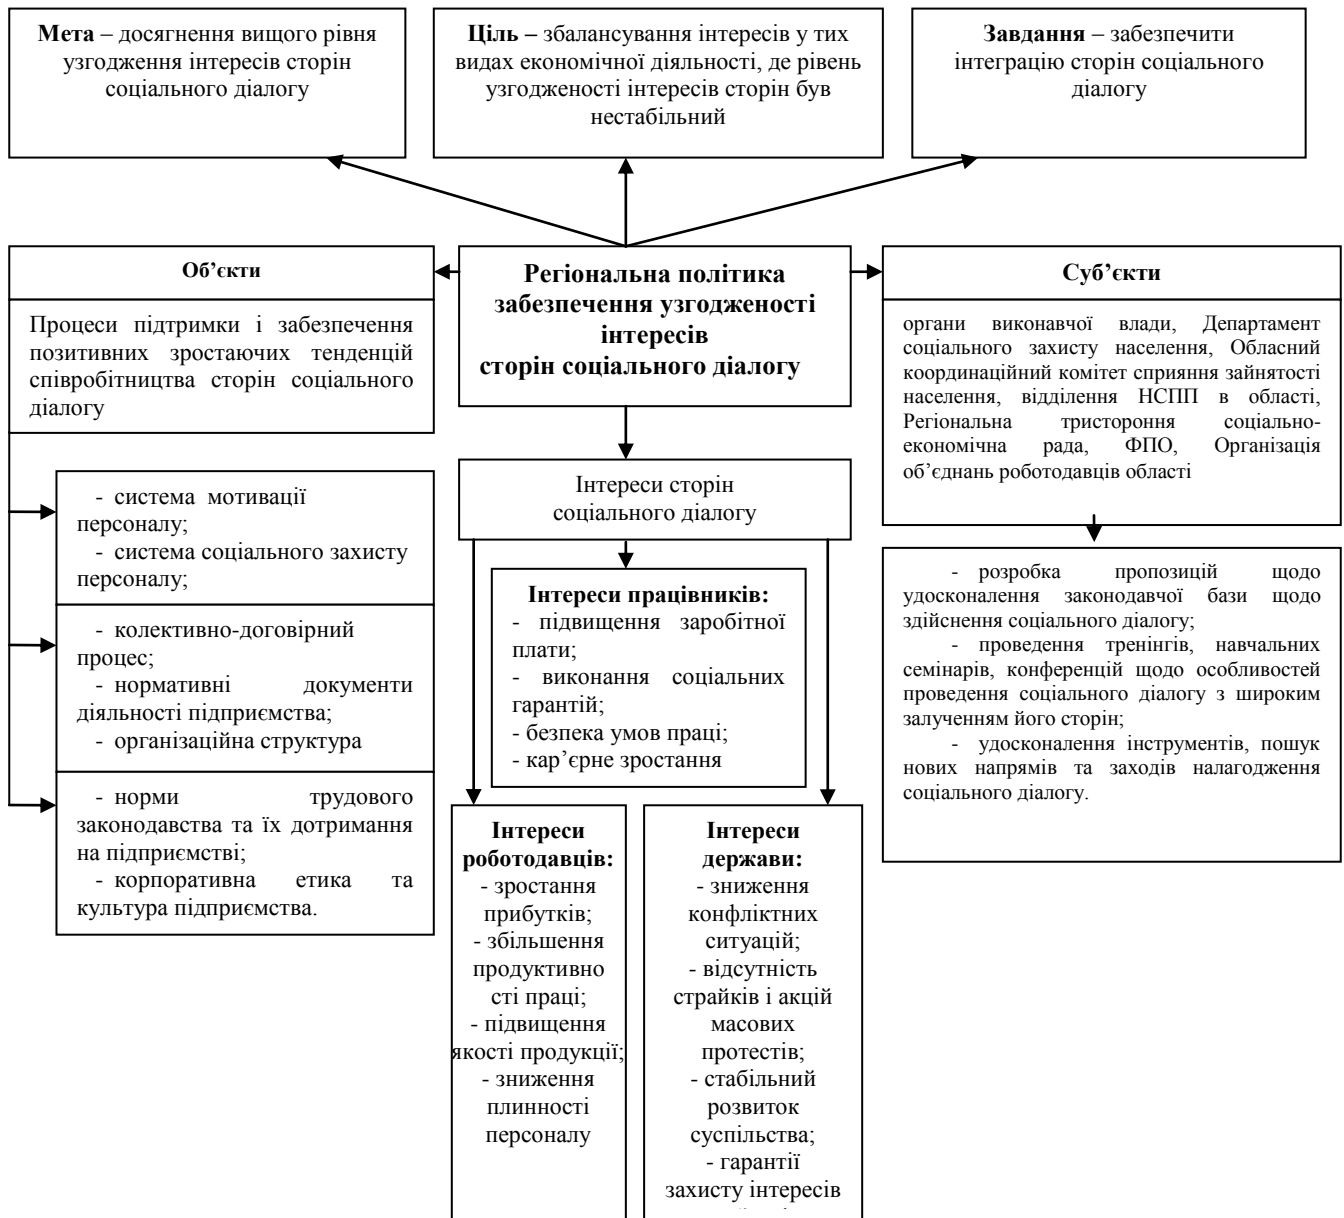 Мета – досягнення вищого рівня
узгодження інтересів сторін
соціального діалогу
Ціль – збалансування інтересів у тих
видах економічної діяльності, де рівень
узгодженості інтересів сторін був
нестабільний
Завдання – забезпечити
інтеграцію сторін соціального
діалогу
Об’єкти
Процеси підтримки і забезпечення
позитивних зростаючих тенденцій
співробітництва сторін соціального
діалогу
- система мотивації
персоналу;
- система соціального захисту
персоналу;
- колективно-договірний
процес;
- нормативні документи
діяльності підприємства;
- організаційна структура
- норми трудового
законодавства та їх дотримання
на підприємстві;
- корпоративна етика та
культура підприємства.
Регіональна політика
забезпечення узгодженості
інтересів
сторін соціального діалогу
Інтереси сторін
соціального діалогу
Інтереси працівників:
- підвищення заробітної
плати;
- виконання соціальних
гарантій;
- безпека умов праці;
- кар’єрне зростання
Інтереси
роботодавців:
- зростання
прибутків;
- збільшення
продуктивно
сті праці;
- підвищення
якості продукції;
- зниження
плинності
персоналу
Інтереси
держави:
- зниження
конфліктних
ситуацій;
- відсутність
страйків і акцій
масових
протестів;
- стабільний
розвиток
суспільства;
- гарантії
захисту інтересів
Суб’єкти
органи виконавчої влади, Департамент
соціального захисту населення, Обласний
координаційний комітет сприяння зайнятості
населення, відділення НСПП в області,
Регіональна тристороння соціально-
економічна рада, ФПО, Організація
об’єднань роботодавців області
- розробка пропозицій щодо
удосконалення законодавчої бази щодо
здійснення соціального діалогу;
- проведення тренінгів, навчальних
семінарів, конференцій щодо особливостей
проведення соціального діалогу з широким
залученням його сторін;
- удосконалення інструментів, пошук
нових напрямів та заходів налагодження
соціального діалогу.